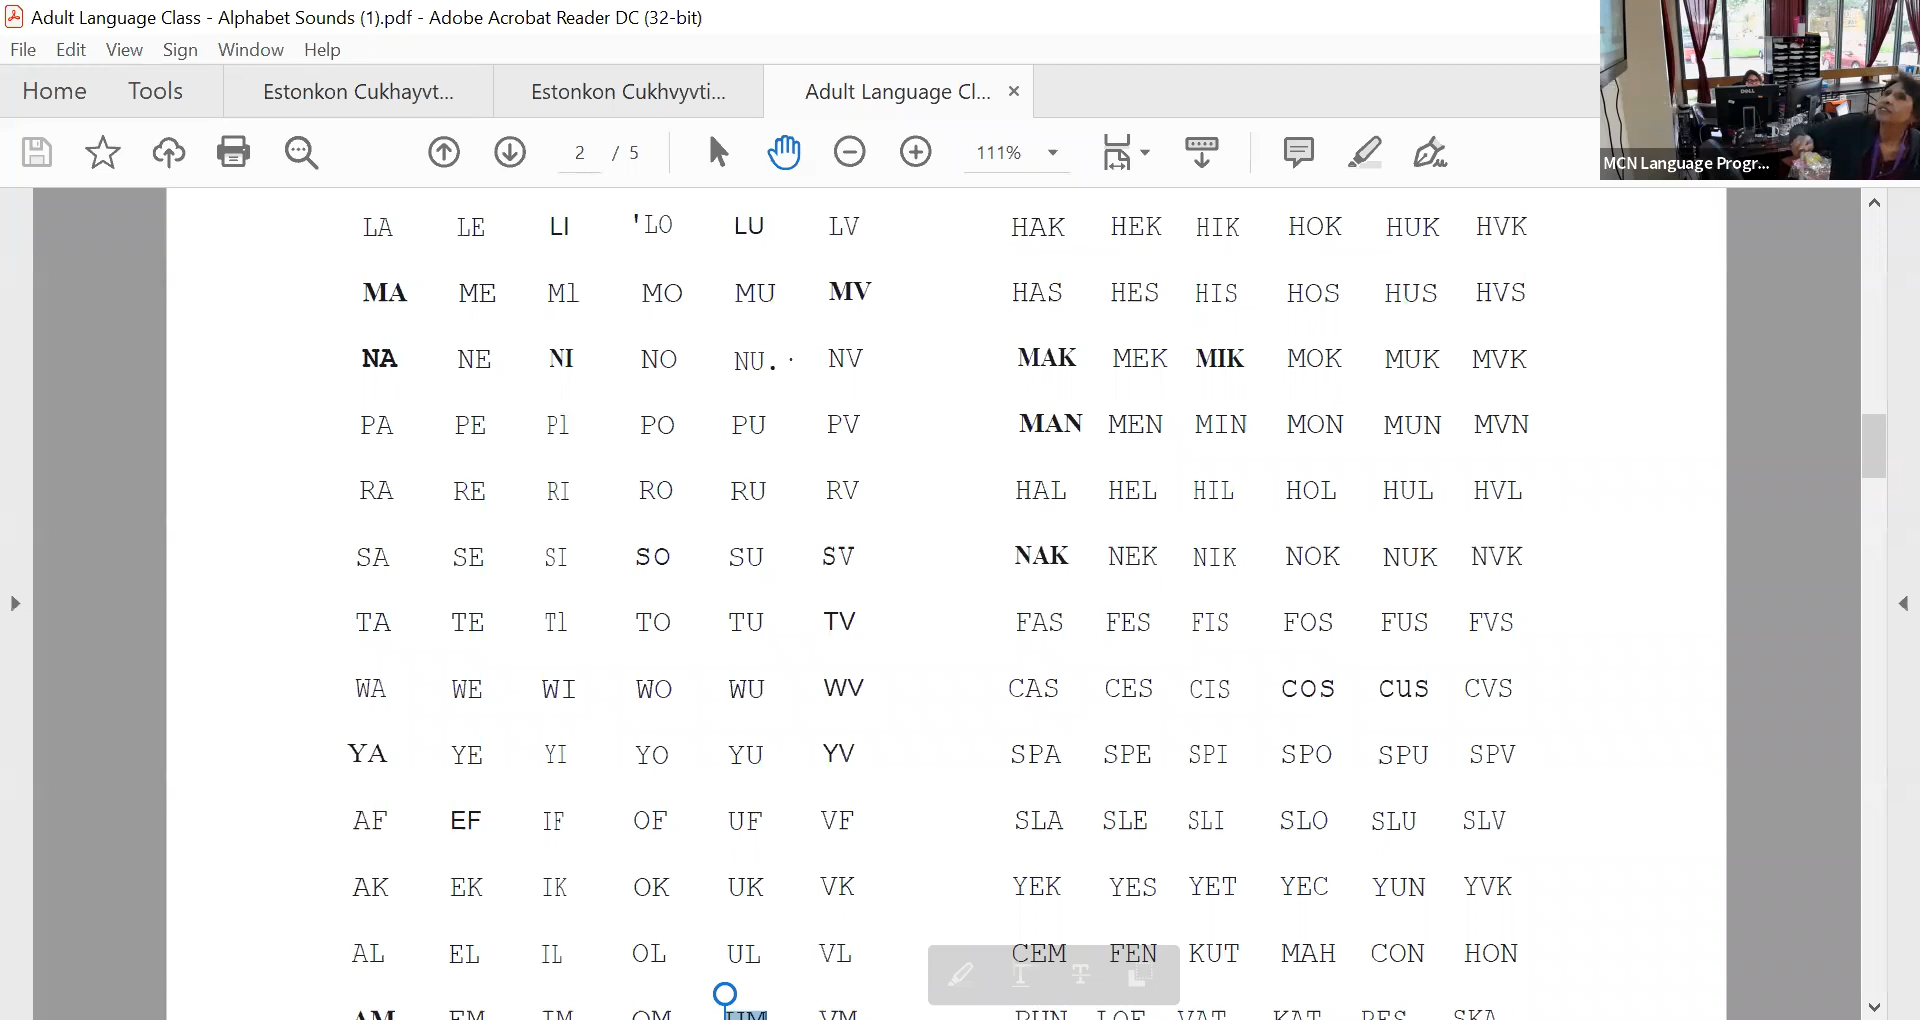 Adult Language Class - Alphabet Sounds (1).pdf - Adobe Acrobat Reader DC (32-bit)
File Edit View Sign Window Help
Home Tools Estonkon Cukhayvt... Estonkon Cukhvyvti... Adult Language Cl... ×
2 / 5 111%
MCN Language Progr...
LA LE LI 'LO LU LV HAK HEK HIK HOK HUK HVK
MA ME Ml MO MU MV HAS HES HIS HOS HUS HVS
NA NE NI NO NU. · NV MAK MEK MIK MOK MUK MVK
PA PE Pl PO PU PV MAN MEN MIN MON MUN MVN
RA RE RI RO RU RV HAL HEL HIL HOL HUL HVL
SA SE SI SO SU SV NAK NEK NIK NOK NUK NVK
TA TE Tl TO TU TV FAS FES FIS FOS FUS FVS
WA WE WI WO WU WV CAS CES CIS cos cus CVS
YA YE YI YO YU YV SPA SPE SPI SPO SPU SPV
AF EF IF OF UF VF SLA SLE SLI SLO SLU SLV
AK EK IK OK UK VK YEK YES YET YEC YUN YVK
AL EL IL OL UL VL CEM FEN KUT MAH CON HON
AM EM IM OM UM VM